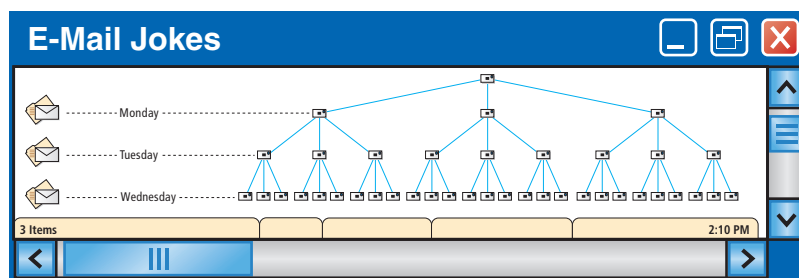 E-Mail Jokes
Monday
Tuesday
Wednesday
3 Items 2:10 PM